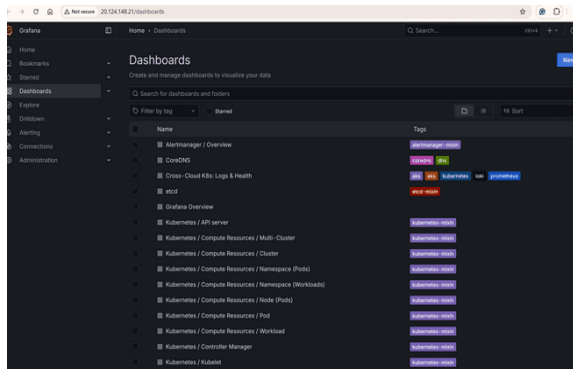 Not secure 20.124.148.21/dashboards
Grafana
Home › Dashboards
Search...
ctrl+k
Home
Bookmarks
Starred
Dashboards
Explore
Drilldown
Alerting
Connections
Administration
Dashboards
New
Create and manage dashboards to visualize your data
Search for dashboards and folders
Filter by tag
Starred
Sort
Name Tags
Alertmanager / Overview alertmanager-mixin
CoreDNS coredns dns
Cross-Cloud K8s: Logs & Health aks eks kubernetes loki prometheus
etcd etcd-mixin
Grafana Overview
Kubernetes / API server kubernetes-mixin
Kubernetes / Compute Resources / Multi-Cluster kubernetes-mixin
Kubernetes / Compute Resources / Cluster kubernetes-mixin
Kubernetes / Compute Resources / Namespace (Pods) kubernetes-mixin
Kubernetes / Compute Resources / Namespace (Workloads) kubernetes-mixin
Kubernetes / Compute Resources / Node (Pods) kubernetes-mixin
Kubernetes / Compute Resources / Pod kubernetes-mixin
Kubernetes / Compute Resources / Workload kubernetes-mixin
Kubernetes / Controller Manager kubernetes-mixin
Kubernetes / Kubelet kubernetes-mixin